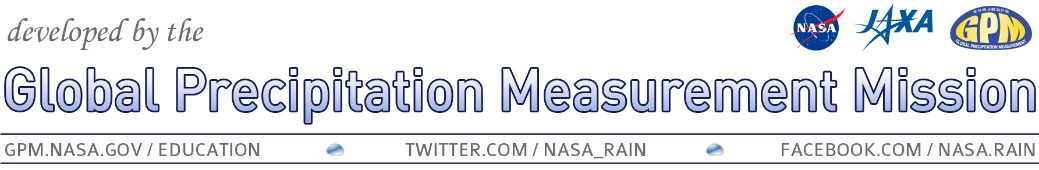 developed by the
NASA
JAXA
GPM
GLOBAL PRECIPITATION MEASUREMENT
Global Precipitation Measurement Mission
GPM.NASA.GOV / EDUCATION
TWITTER.COM / NASA_RAIN
FACEBOOK.COM / NASA.RAIN